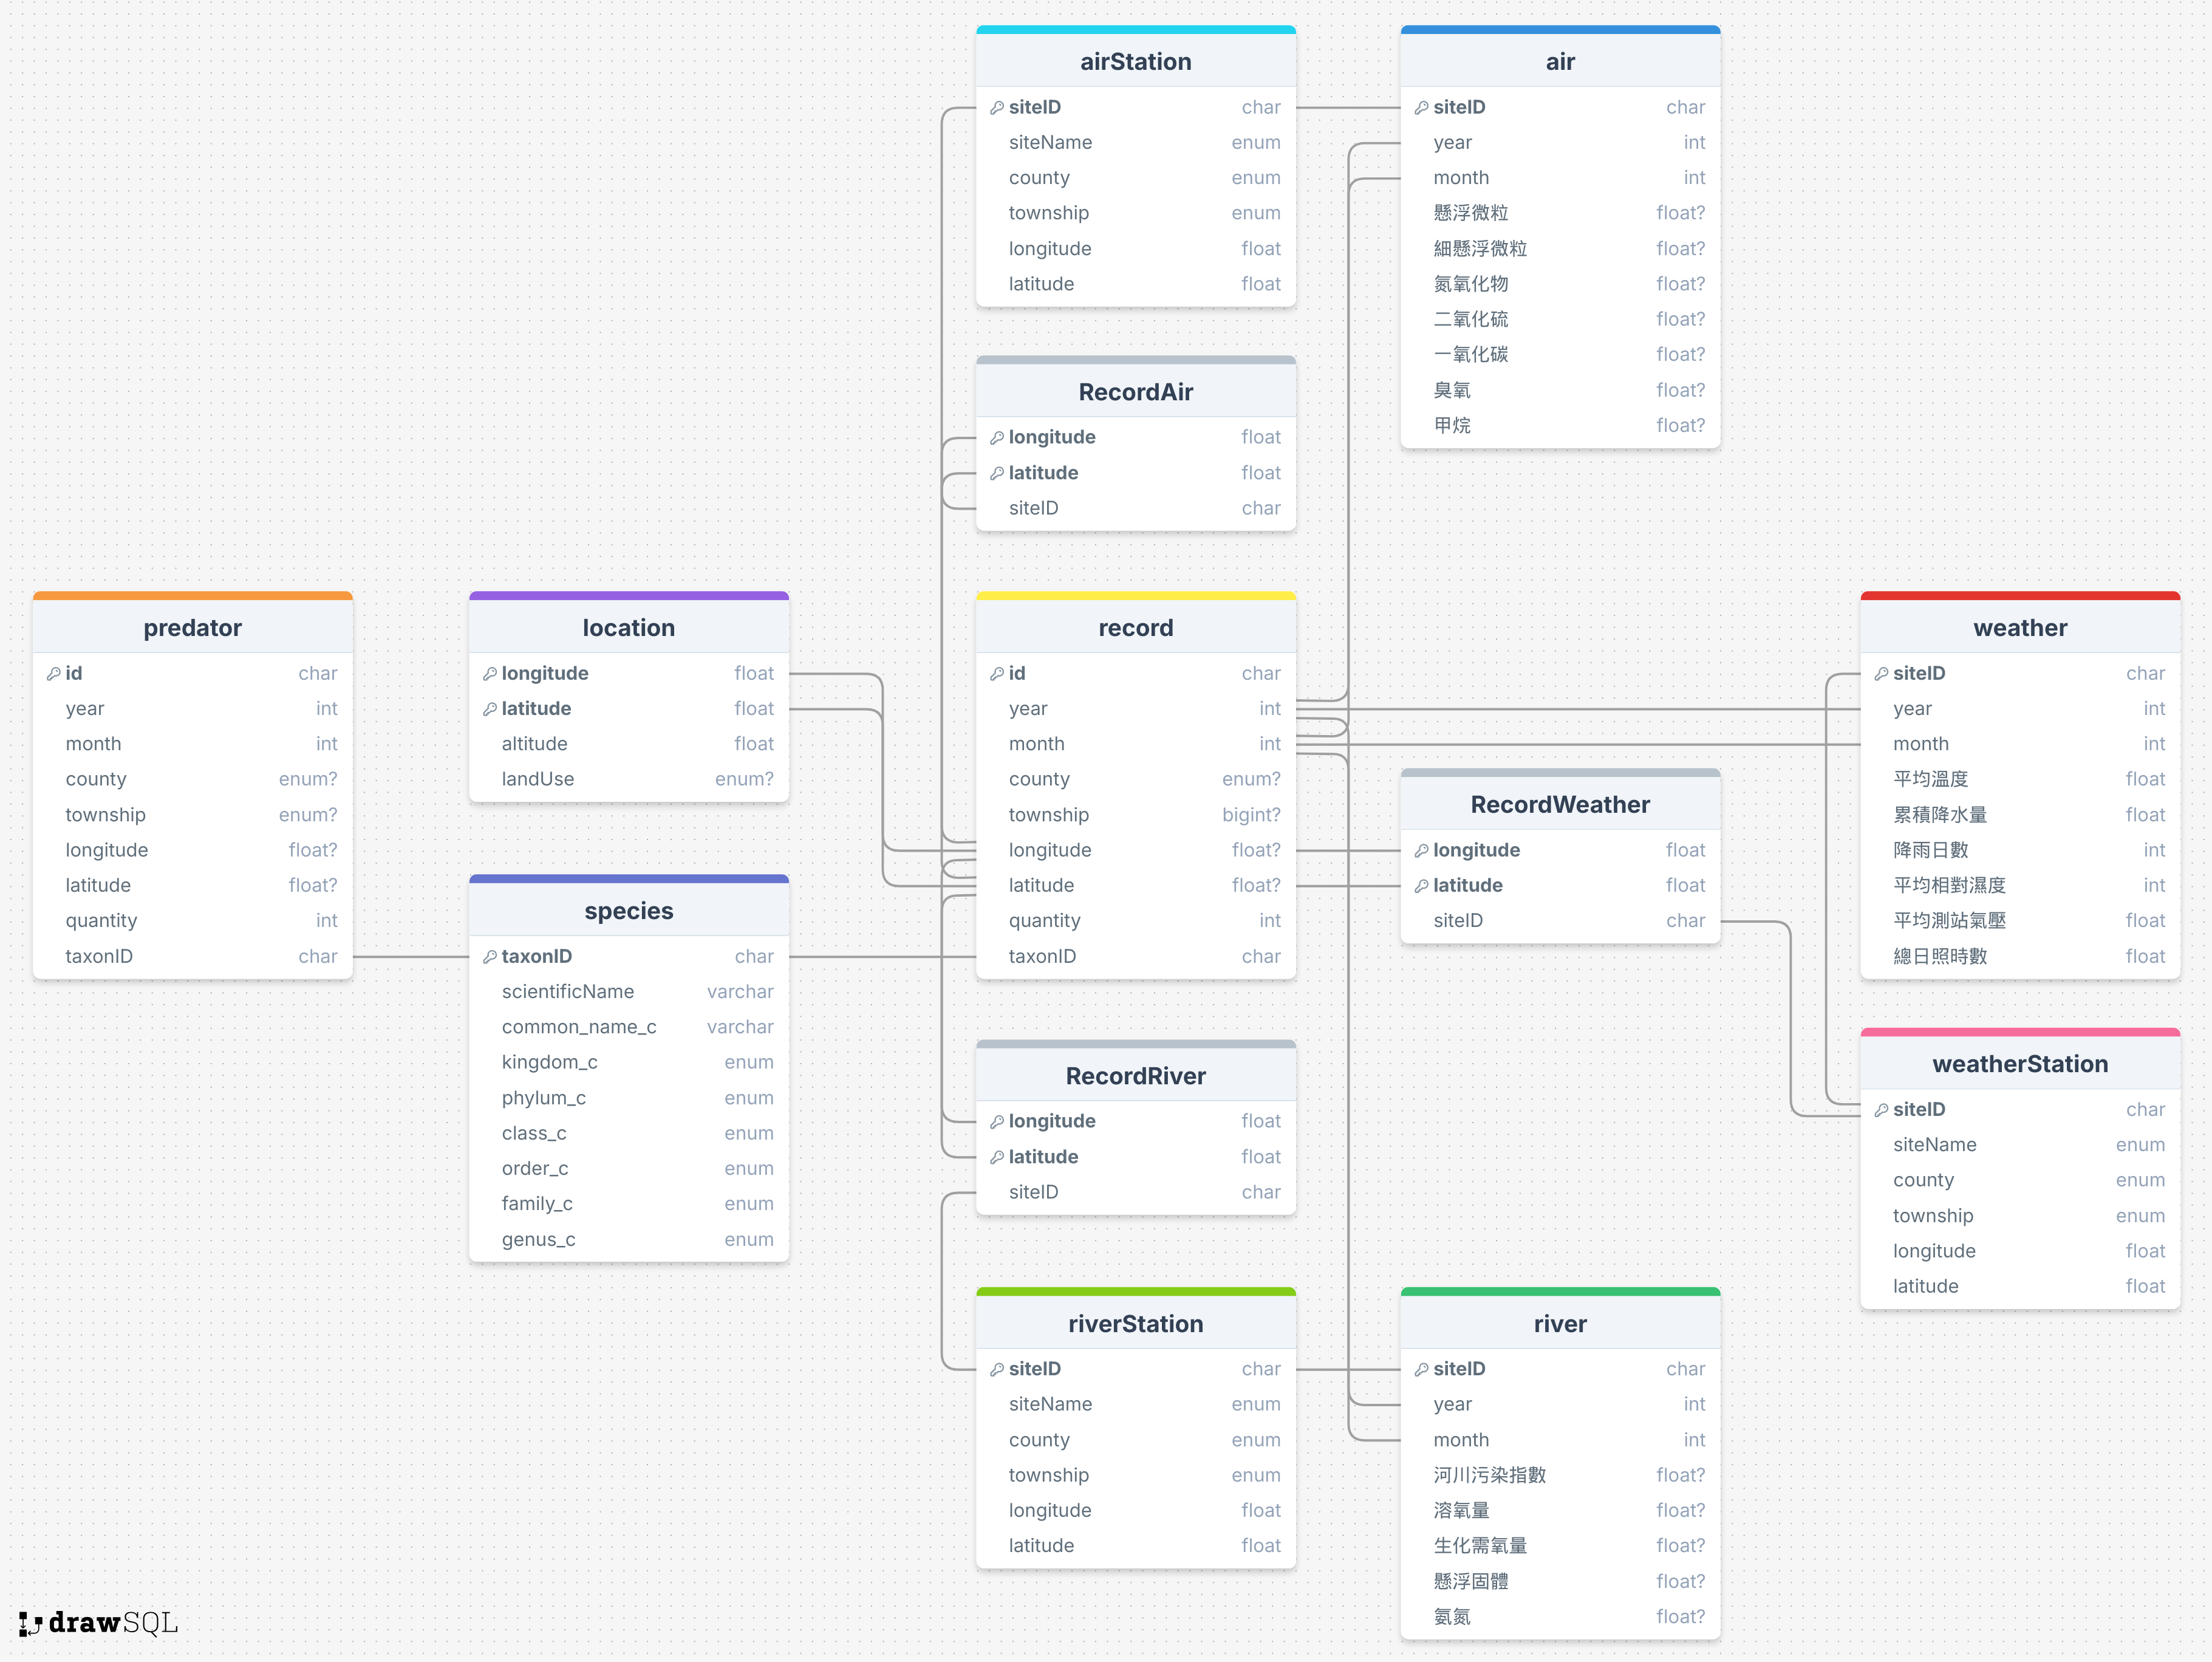 airStation
siteID char
siteName enum
county enum
township enum
longitude float
latitude float
air
siteID char
year int
month int
懸浮微粒 float?
細懸浮微粒 float?
氮氧化物 float?
二氧化硫 float?
一氧化碳 float?
臭氧 float?
甲烷 float?
RecordAir
longitude float
latitude float
siteID char
predator
id char
year int
month int
county enum?
township enum?
longitude float?
latitude float?
quantity int
taxonID char
location
longitude float
latitude float
altitude float
landUse enum?
species
taxonID char
scientificName varchar
common_name_c varchar
kingdom_c enum
phylum_c enum
class_c enum
order_c enum
family_c enum
genus_c enum
record
id char
year int
month int
county enum?
township bigint?
longitude float?
latitude float?
quantity int
taxonID char
RecordWeather
longitude float
latitude float
siteID char
weather
siteID char
year int
month int
平均溫度 float
累積降水量 float
降雨日數 int
平均相對濕度 int
平均測站氣壓 float
總日照時數 float
weatherStation
siteID char
siteName enum
county enum
township enum
longitude float
latitude float
RecordRiver
longitude float
latitude float
siteID char
riverStation
siteID char
siteName enum
county enum
township enum
longitude float
latitude float
river
siteID char
year int
month int
河川污染指數 float?
溶氧量 float?
生化需氧量 float?
懸浮固體 float?
氨氮 float?
drawSQL